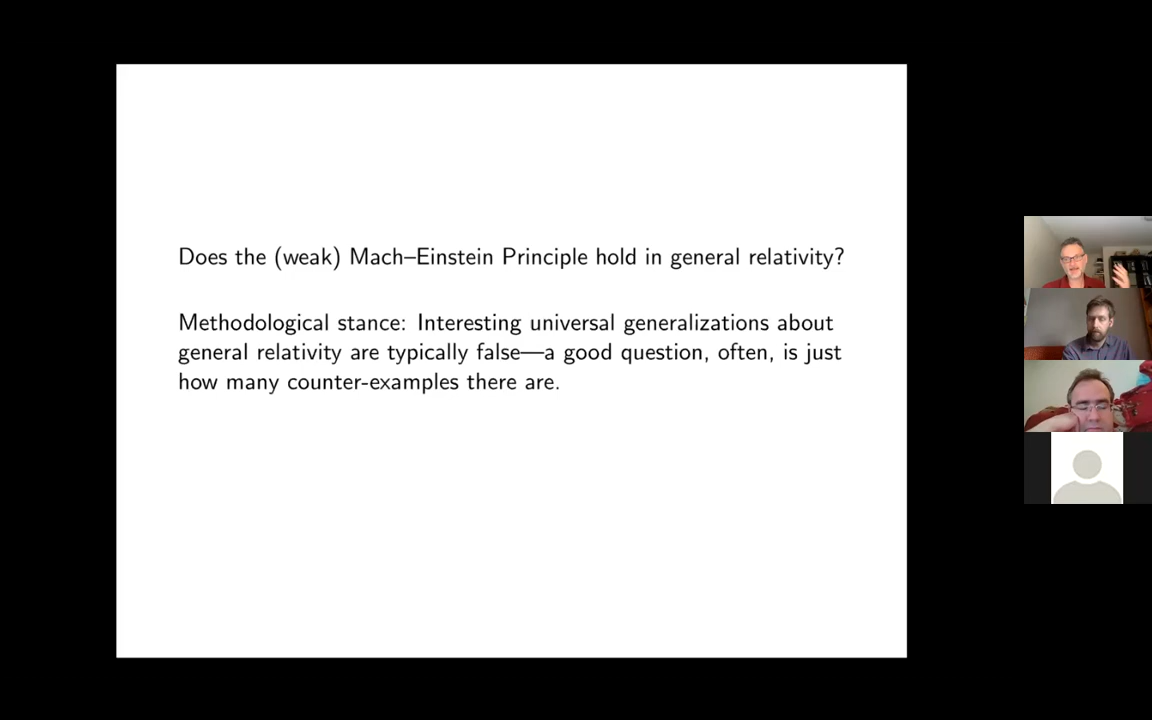 Does the (weak) Mach–Einstein Principle hold in general relativity?
Methodological stance: Interesting universal generalizations about
general relativity are typically false—a good question, often, is just
how many counter-examples there are.